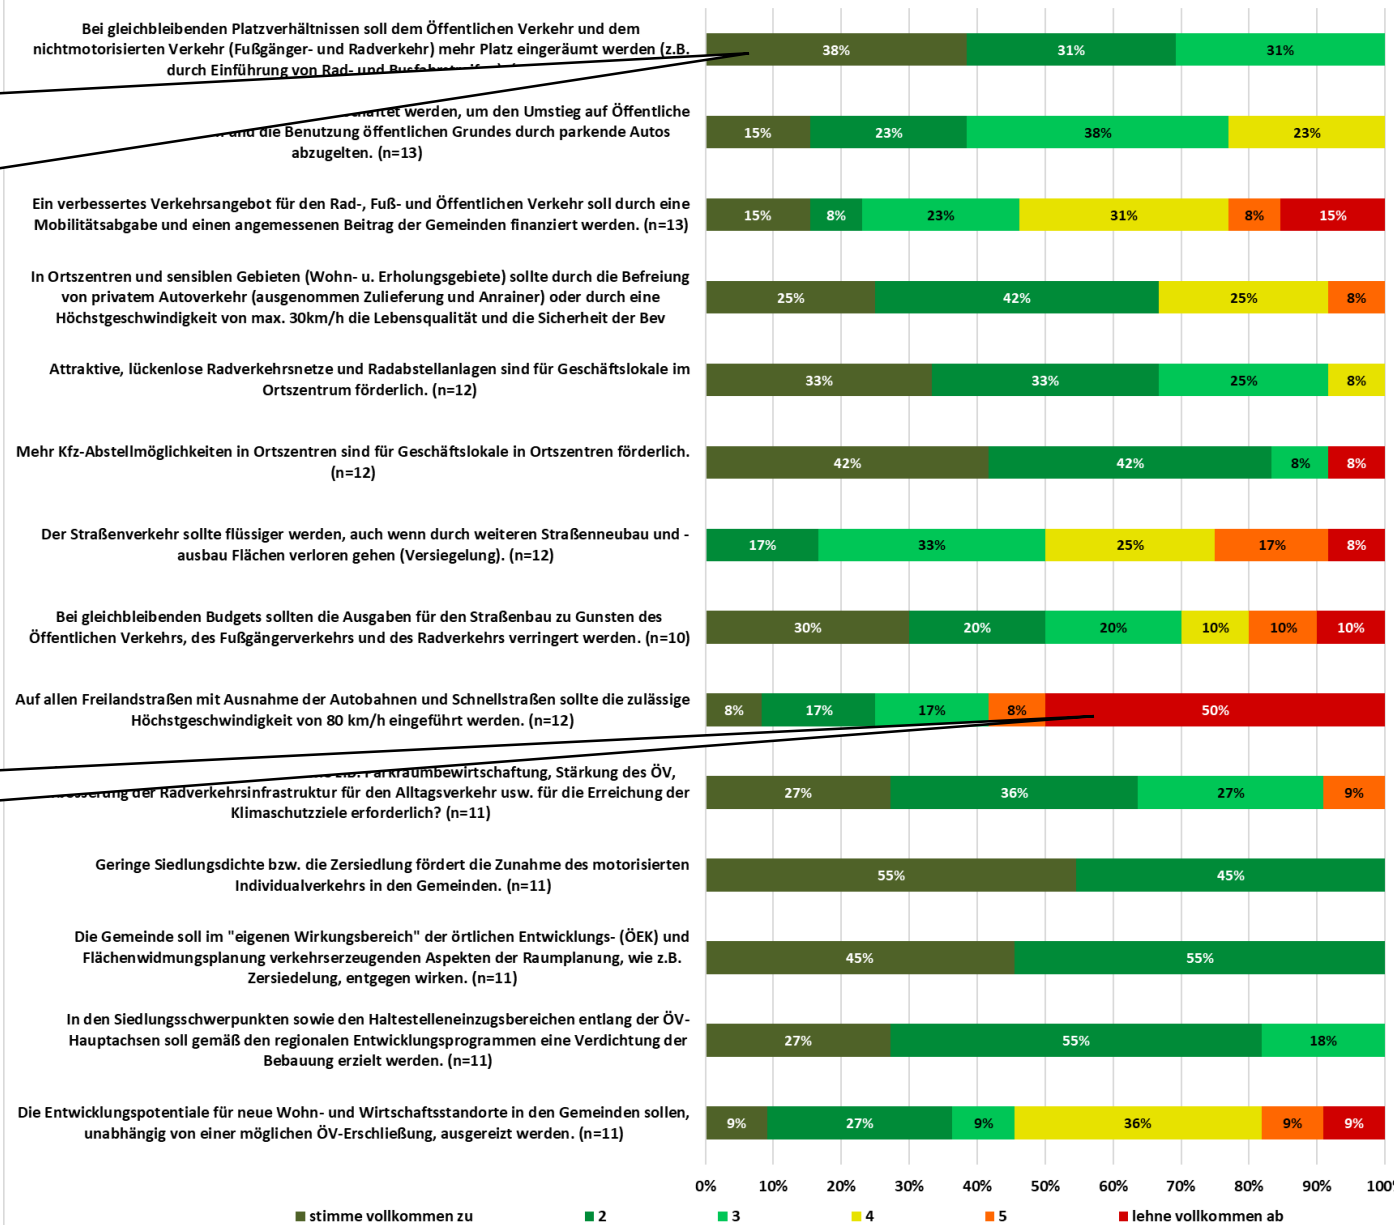 Bei gleichbleibenden Platzverhältnissen soll dem Öffentlichen Verkehr und dem
nichtmotorisierten Verkehr (Fußgänger- und Radverkehr) mehr Platz eingeräumt werden (z.B.
durch Einführung von Rad- und
38% 31% 31%
werden, um den Umstieg auf Öffentliche
und die Benutzung öffentlichen Grundes durch parkende Autos
abzugelten. (n=13)
15% 23% 38% 23%
Ein verbessertes Verkehrsangebot für den Rad-, Fuß- und Öffentlichen Verkehr soll durch eine
Mobilitätsabgabe und einen angemessenen Beitrag der Gemeinden finanziert werden. (n=13)
15% 8% 23% 31% 8% 15%
In Ortszentren und sensiblen Gebieten (Wohn- u. Erholungsgebiete) sollte durch die Befreiung
von privatem Autoverkehr (ausgenommen Zulieferung und Anrainer) oder durch eine
Höchstgeschwindigkeit von max. 30km/h die Lebensqualität und die Sicherheit der Bev
25% 42% 25% 8%
Attraktive, lückenlose Radverkehrsnetze und Radabstellanlagen sind für Geschäftslokale im
Ortszentrum förderlich. (n=12)
33% 33% 25% 8%
Mehr Kfz-Abstellmöglichkeiten in Ortszentren sind für Geschäftslokale in Ortszentren förderlich.
(n=12)
42% 42% 8% 8%
Der Straßenverkehr sollte flüssiger werden, auch wenn durch weiteren Straßenneubau und -
ausbau Flächen verloren gehen (Versiegelung). (n=12)
17% 33% 25% 17% 8%
Bei gleichbleibenden Budgets sollten die Ausgaben für den Straßenbau zu Gunsten des
Öffentlichen Verkehrs, des Fußgängerverkehrs und des Radverkehrs verringert werden. (n=10)
30% 20% 20% 10% 10% 10%
Auf allen Freilandstraßen mit Ausnahme der Autobahnen und Schnellstraßen sollte die zulässige
Höchstgeschwindigkeit von 80 km/h eingeführt werden. (n=12)
8% 17% 17% 8% 50%
Parkraumbewirtschaftung, Stärkung des ÖV,
der Radverkehrsinfrastruktur für den Alltagsverkehr usw. für die Erreichung der
Klimaschutzziele erforderlich? (n=11)
27% 36% 27% 9%
Geringe Siedlungsdichte bzw. die Zersiedlung fördert die Zunahme des motorisierten
Individualverkehrs in den Gemeinden. (n=11)
55% 45%
Die Gemeinde soll im "eigenen Wirkungsbereich" der örtlichen Entwicklungs- (ÖEK) und
Flächenwidmungsplanung verkehrserzeugenden Aspekten der Raumplanung, wie z.B.
Zersiedelung, entgegen wirken. (n=11)
45% 55%
In den Siedlungsschwerpunkten sowie den Haltestelleneinzugsbereichen entlang der ÖV-
Hauptachsen soll gemäß den regionalen Entwicklungsprogrammen eine Verdichtung der
Bebauung erzielt werden. (n=11)
27% 55% 18%
Die Entwicklungspotentiale für neue Wohn- und Wirtschaftsstandorte in den Gemeinden sollen,
unabhängig von einer möglichen ÖV-Erschließung, ausgereizt werden. (n=11)
9% 27% 9% 36% 9% 9%
0% 10% 20% 30% 40% 50% 60% 70% 80% 90% 100%
stimme vollkommen zu 2 3 4 5 lehne vollkommen ab